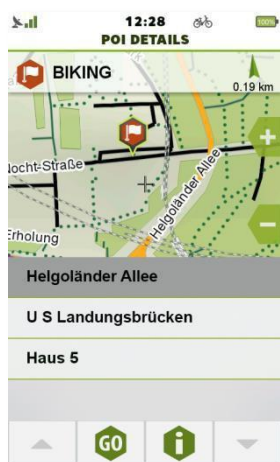 12:28
100%
POI DETAILS
BIKING
0.19 km
Nocht-Straße
Helgoländer Allee
Erholung
Helgoländer Allee
U S Landungsbrücken
Haus 5
GO
i